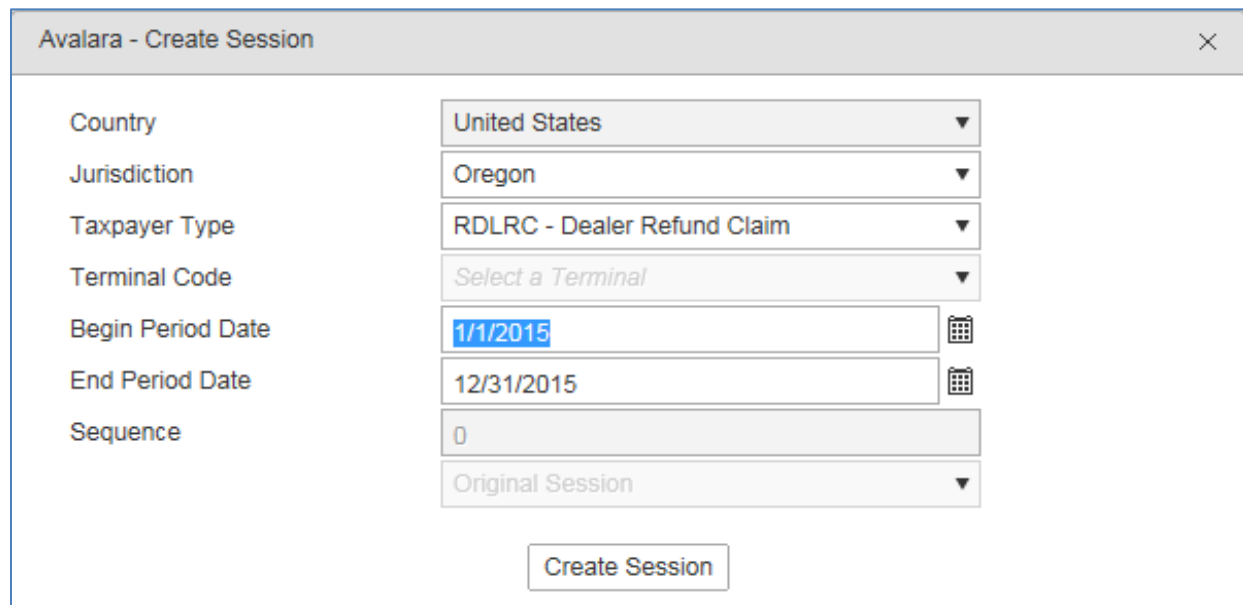 Avalara - Create Session
Country United States
Jurisdiction Oregon
Taxpayer Type RDLRC - Dealer Refund Claim
Terminal Code Select a Terminal
Begin Period Date 1/1/2015
End Period Date 12/31/2015
Sequence 0
Original Session
Create Session